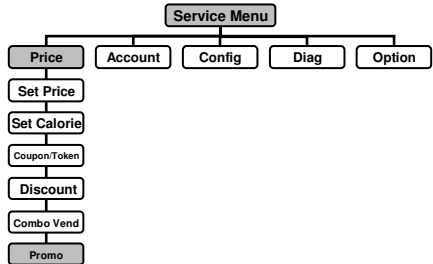 Service Menu
Price
Account
Config
Diag
Option
Set Price
Set Calorie
Coupon/Token
Discount
Combo Vend
Promo